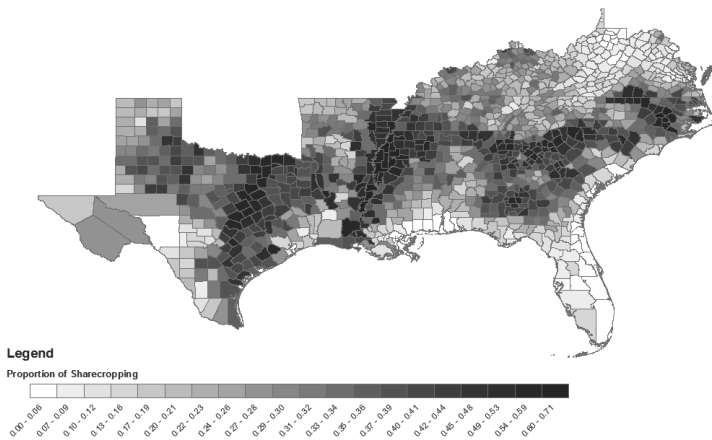 Legend
Proportion of Sharecropping
0.00 - 0.06
0.07 - 0.09
0.10 - 0.12
0.13 - 0.16
0.17 - 0.19
0.20 - 0.21
0.22 - 0.23
0.24 - 0.26
0.27 - 0.28
0.29 - 0.30
0.31 - 0.32
0.33 - 0.34
0.35 - 0.36
0.37 - 0.39
0.40 - 0.41
0.42 - 0.44
0.45 - 0.48
0.49 - 0.53
0.54 - 0.59
0.60 - 0.71